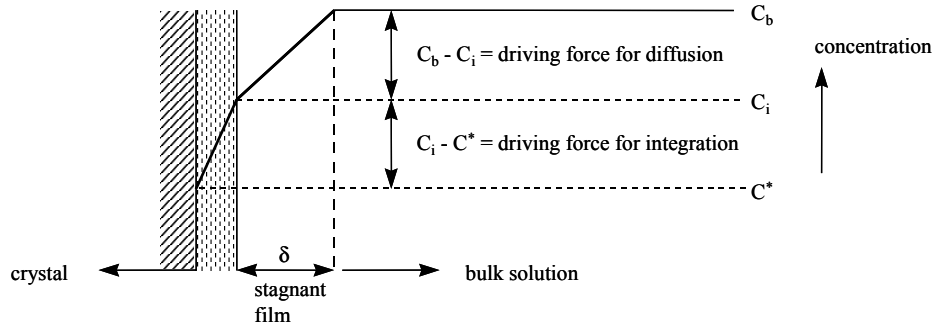 C_b
concentration
C_b - C_i = driving force for diffusion
C_i
C_i - C* = driving force for integration
C*
δ
crystal
bulk solution
stagnant
film